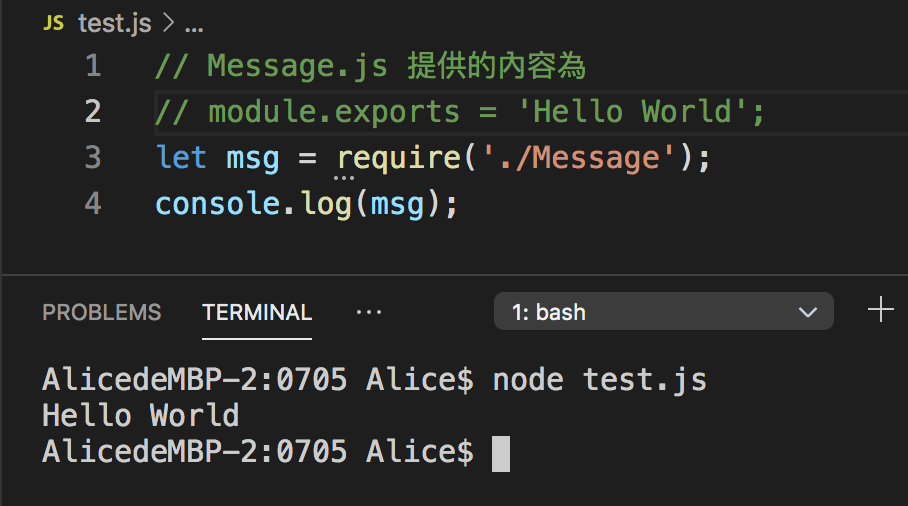 JS test.js > ...
1 // Message.js 提供的內容為
2 // module.exports = 'Hello World';
3 let msg = require('./Message');
4 console.log(msg);
PROBLEMS TERMINAL ... 1: bash
AlicedeMBP-2:0705 Alice$ node test.js
Hello World
AlicedeMBP-2:0705 Alice$